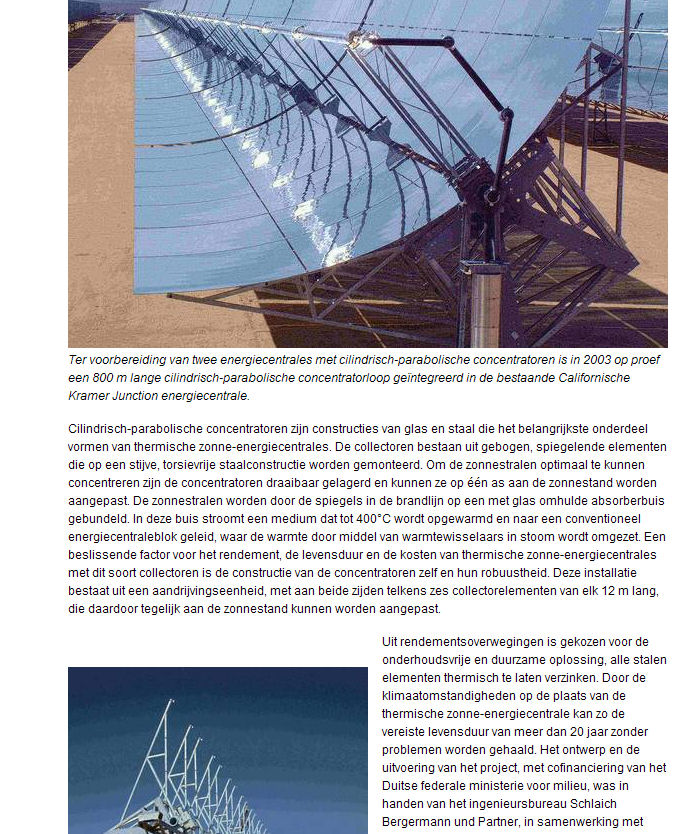 Ter voorbereiding van twee energiecentrales met cilindrisch-parabolische concentratoren is in 2003 op proef
een 800 m lange cilindrisch-parabolische concentratorloop geïntegreerd in de bestaande Californische
Kramer Junction energiecentrale.
Cilindrisch-parabolische concentratoren zijn constructies van glas en staal die het belangrijkste onderdeel
vormen van thermische zonne-energiecentrales. De collectoren bestaan uit gebogen, spiegelende elementen
die op een stijve, torsievrije staalconstructie worden gemonteerd. Om de zonnestralen optimaal te kunnen
concentreren zijn de concentratoren draaibaar gelagerd en kunnen ze op één as aan de zonnestand worden
aangepast. De zonnestralen worden door de spiegels in de brandlijn op een met glas omhulde absorberbuis
gebundeld. In deze buis stroomt een medium dat tot 400°C wordt opgewarmd en naar een conventioneel
energiecentraleblok geleid, waar de warmte door middel van warmtewisselaars in stoom wordt omgezet. Een
beslissende factor voor het rendement, de levensduur en de kosten van thermische zonne-energiecentrales
met dit soort collectoren is de constructie van de concentratoren zelf en hun robuustheid. Deze installatie
bestaat uit een aandrijvingseenheid, met aan beide zijden telkens zes collectorelementen van elk 12 m lang,
die daardoor tegelijk aan de zonnestand kunnen worden aangepast.
Uit rendementsoverwegingen is gekozen voor de
onderhoudsvrije en duurzame oplossing, alle stalen
elementen thermisch te laten verzinken. Door de
klimaatomstandigheden op de plaats van de
thermische zonne-energiecentrale kan zo de
vereiste levensduur van meer dan 20 jaar zonder
problemen worden gehaald. Het ontwerp en de
uitvoering van het project, met cofinanciering van het
Duitse federale ministerie voor milieu, was in
handen van het ingenieursbureau Schlaich
Bergermann und Partner, in samenwerking met